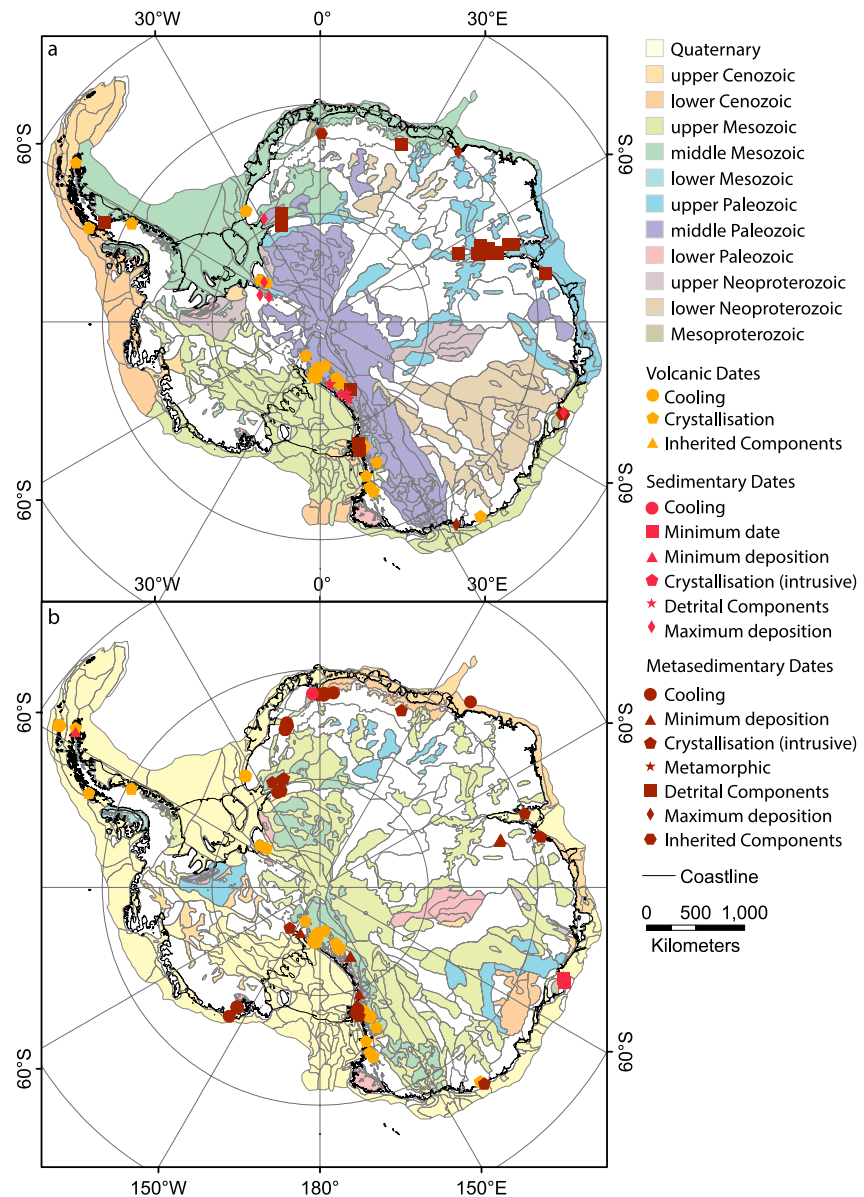 30°W
0°
30°E
a
60°S
60°S
60°S
60°S
30°W
0°
30°E
b
60°S
60°S
60°S
60°S
150°W
180°
150°E
Quaternary
upper Cenozoic
lower Cenozoic
upper Mesozoic
middle Mesozoic
lower Mesozoic
upper Paleozoic
middle Paleozoic
lower Paleozoic
upper Neoproterozoic
lower Neoproterozoic
Mesoproterozoic
Volcanic Dates
Cooling
Crystallisation
Inherited Components
Sedimentary Dates
Cooling
Minimum date
Minimum deposition
Crystallisation (intrusive)
Detrital Components
Maximum deposition
Metasedimentary Dates
Cooling
Minimum deposition
Crystallisation (intrusive)
Metamorphic
Detrital Components
Maximum deposition
Inherited Components
Coastline
0 500 1,000
Kilometers